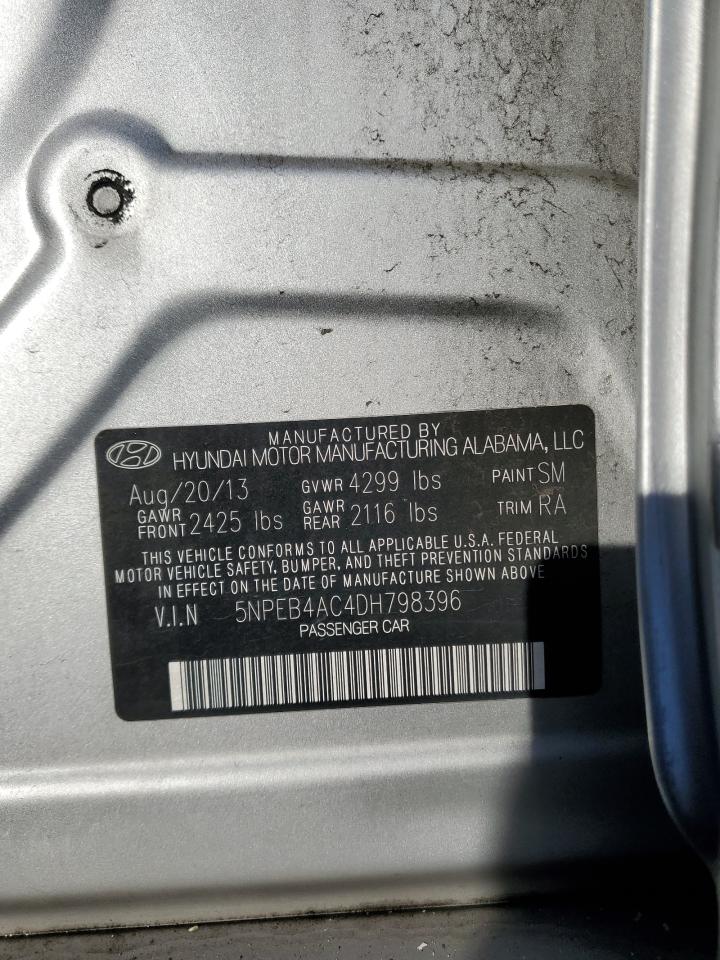 MANUFACTURED BY
HYUNDAI MOTOR MANUFACTURING ALABAMA, LLC
Aug/20/13 GVWR 4299 lbs PAINT SM
GAWR FRONT 2425 lbs GAWR REAR 2116 lbs TRIM RA
THIS VEHICLE CONFORMS TO ALL APPLICABLE U.S.A. FEDERAL
MOTOR VEHICLE SAFETY, BUMPER, AND THEFT PREVENTION STANDARDS
IN EFFECT ON THE DATE OF MANUFACTURE SHOWN ABOVE.
V.I.N 5NPEB4AC4DH798396
PASSENGER CAR